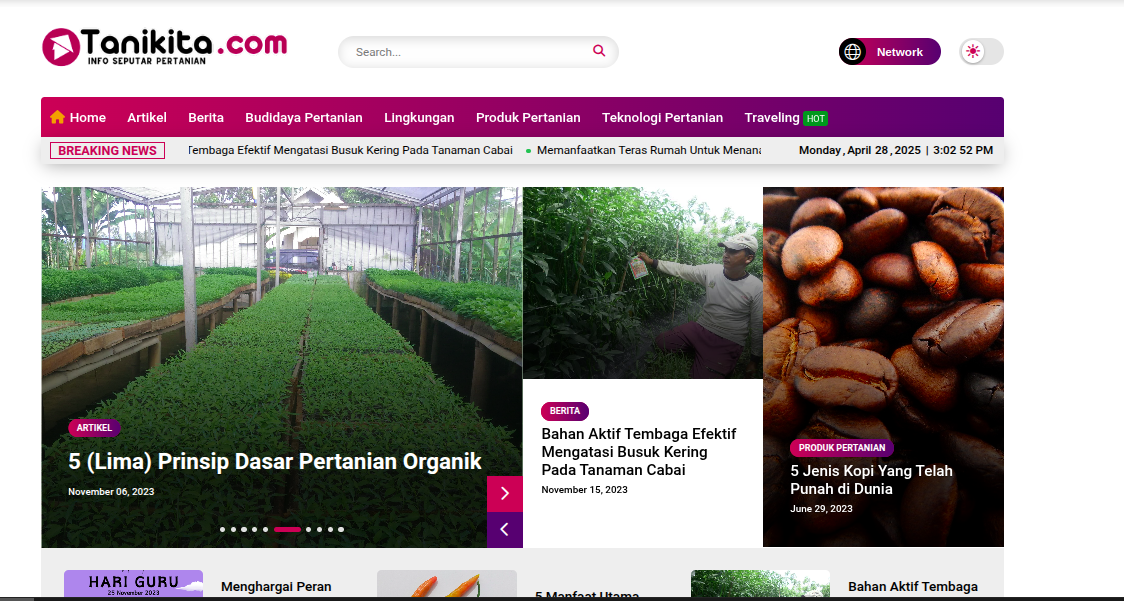 Tanikita.com
INFO SEPUTAR PERTANIAN
Search...
Network
Home Artikel Berita Budidaya Pertanian Lingkungan Produk Pertanian Teknologi Pertanian Traveling HOT
BREAKING NEWS Tembaga Efektif Mengatasi Busuk Kering Pada Tanaman Cabai • Memanfaatkan Teras Rumah Untuk Monday, April 28, 2025 | 3:02:52 PM
ARTIKEL
5 (Lima) Prinsip Dasar Pertanian Organik
November 06, 2023
BERITA
Bahan Aktif Tembaga Efektif
Mengatasi Busuk Kering
Pada Tanaman Cabai
November 15, 2023
PRODUK PERTANIAN
5 Jenis Kopi Yang Telah
Punah di Dunia
June 29, 2023
HARI GURU
25 November 2023
Menghargai Peran
5 Manfaat Utama
Bahan Aktif Tembaga